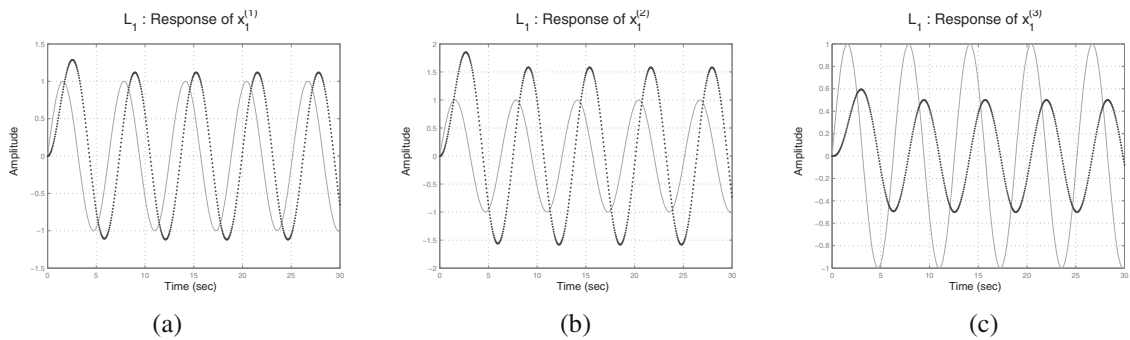 L₁ : Response of x₁⁽¹⁾
1.5
1
0.5
0
−0.5
−1
−1.5
Amplitude
0 5 10 15 20 25 30
Time (sec)
(a)
L₁ : Response of x₁⁽²⁾
2
1.5
1
0.5
0
−0.5
−1
−1.5
−2
Amplitude
0 5 10 15 20 25 30
Time (sec)
(b)
L₁ : Response of x₁⁽³⁾
1
0.8
0.6
0.4
0.2
0
−0.2
−0.4
−0.6
−0.8
−1
Amplitude
0 5 10 15 20 25 30
Time (sec)
(c)